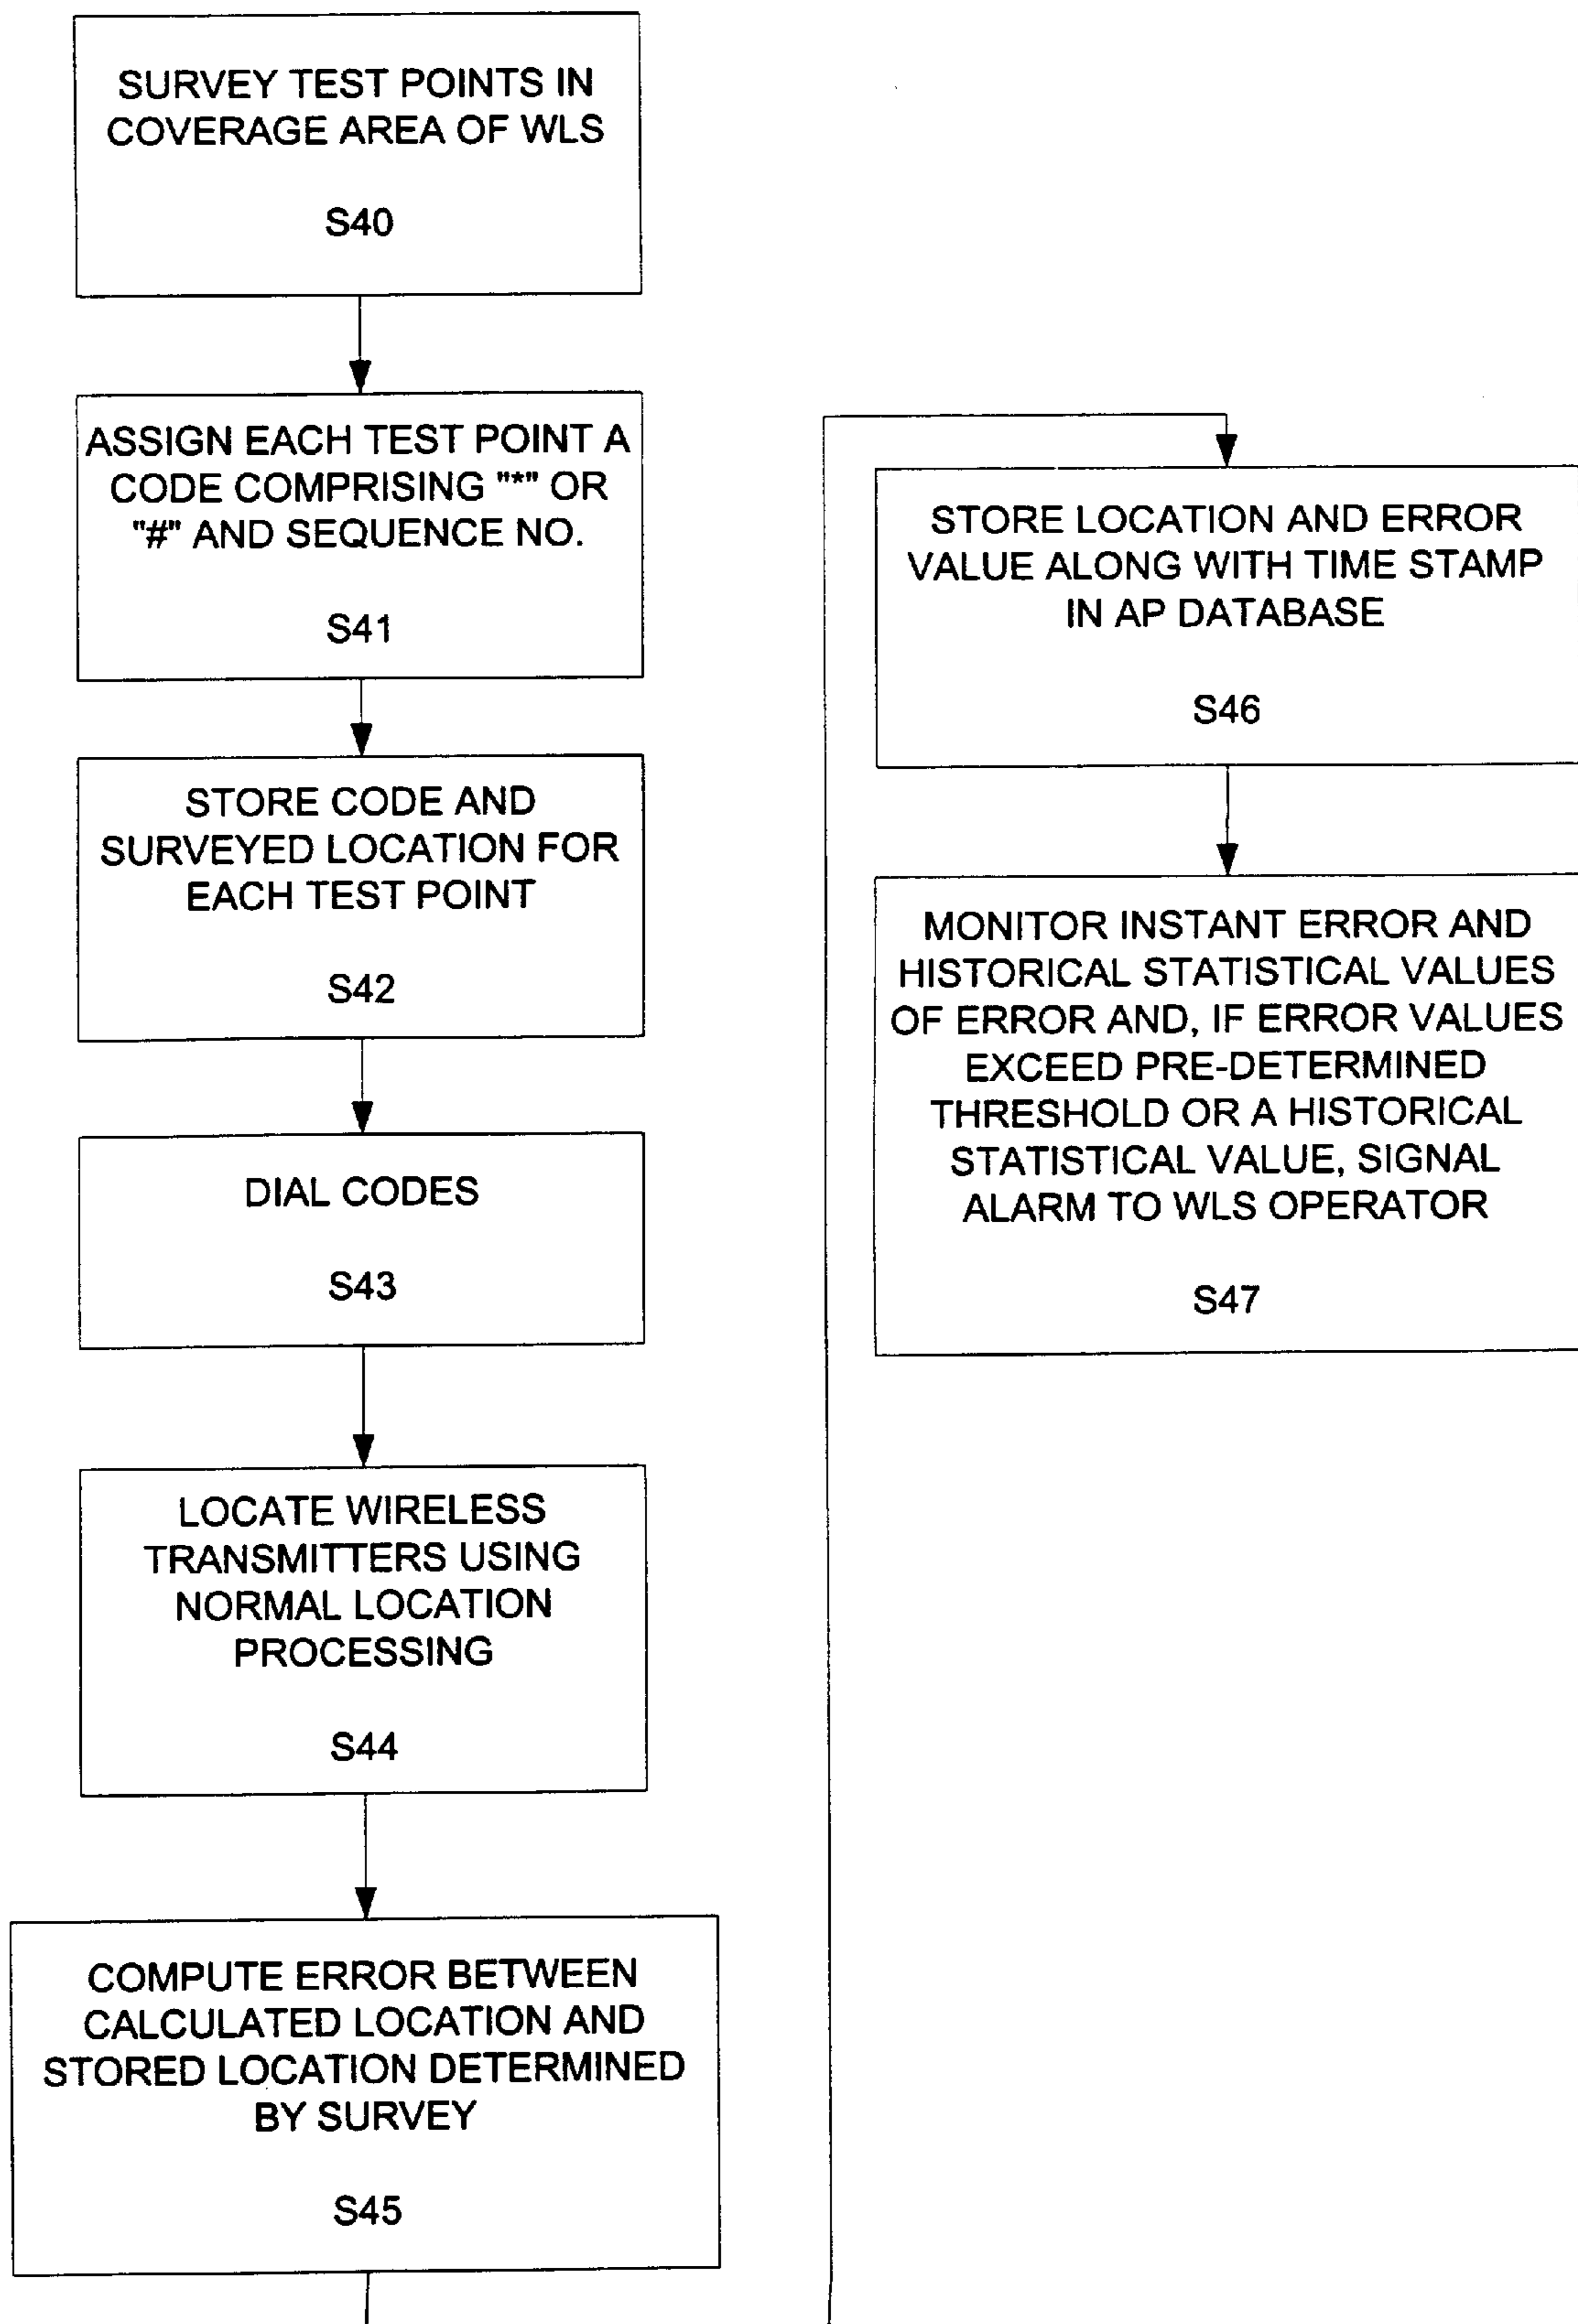 SURVEY TEST POINTS IN
COVERAGE AREA OF WLS
S40
ASSIGN EACH TEST POINT A
CODE COMPRISING "*" OR
"#" AND SEQUENCE NO.
S41
STORE CODE AND
SURVEYED LOCATION FOR
EACH TEST POINT
S42
DIAL CODES
S43
LOCATE WIRELESS
TRANSMITTERS USING
NORMAL LOCATION
PROCESSING
S44
COMPUTE ERROR BETWEEN
CALCULATED LOCATION AND
STORED LOCATION DETERMINED
BY SURVEY
S45
STORE LOCATION AND ERROR
VALUE ALONG WITH TIME STAMP
IN AP DATABASE
S46
MONITOR INSTANT ERROR AND
HISTORICAL STATISTICAL VALUES
OF ERROR AND, IF ERROR VALUES
EXCEED PRE-DETERMINED
THRESHOLD OR A HISTORICAL
STATISTICAL VALUE, SIGNAL
ALARM TO WLS OPERATOR
S47